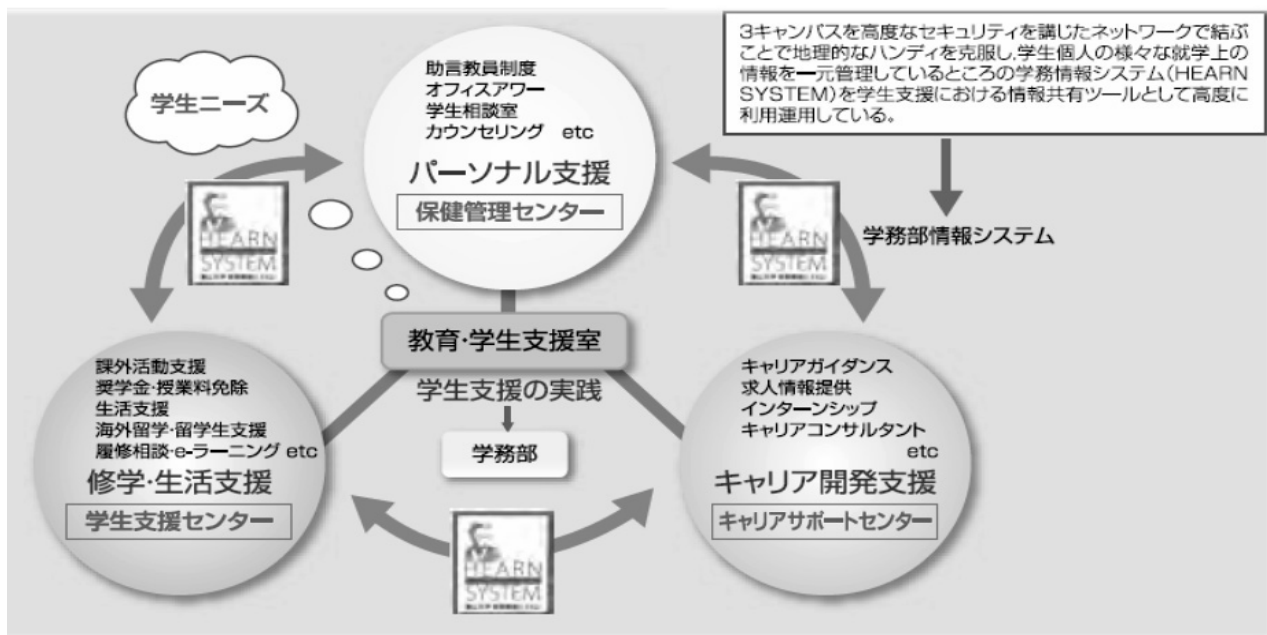 3キャンパスを高度なセキュリティを講じたネットワークで結ぶ
ことで地理的なハンディを克服し,学生個人の様々な就学上の
情報を一元管理しているところの学務情報システム(HEARN
SYSTEM)を学生支援における情報共有ツールとして高度に
利用運用している。
学生ニーズ
助言教員制度
オフィスアワー
学生相談室
カウンセリング etc
パーソナル支援
保健管理センター
HEARN
SYSTEM
HEARN
SYSTEM
学務部情報システム
教育・学生支援室
学生支援の実践
学務部
課外活動支援
奨学金・授業料免除
生活支援
海外留学・留学生支援
履修相談・e-ラーニング etc
修学・生活支援
学生支援センター
キャリアガイダンス
求人情報提供
インターンシップ
キャリアコンサルタント
etc
キャリア開発支援
キャリアサポートセンター
HEARN
SYSTEM